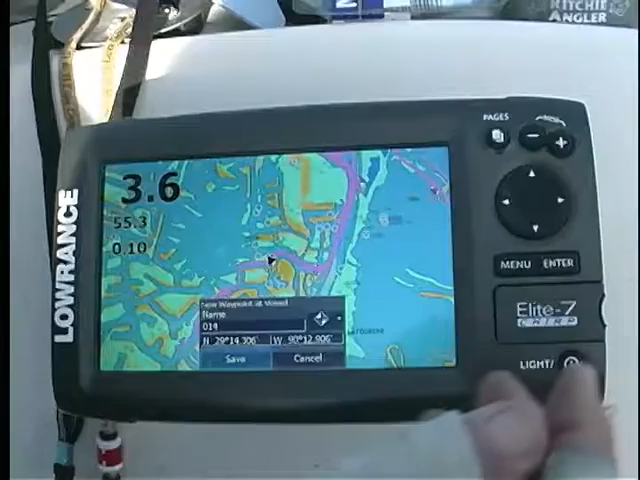 RITCHIE
ANGLER
PAGES
LOWRANCE
3.6
55.3
0.10
MENU
ENTER
Elite-7
CHIRP
New Waypoint at Vessel
Name
019
N 29°14.306'
W 90°12.906'
Save
Cancel
LIGHT/